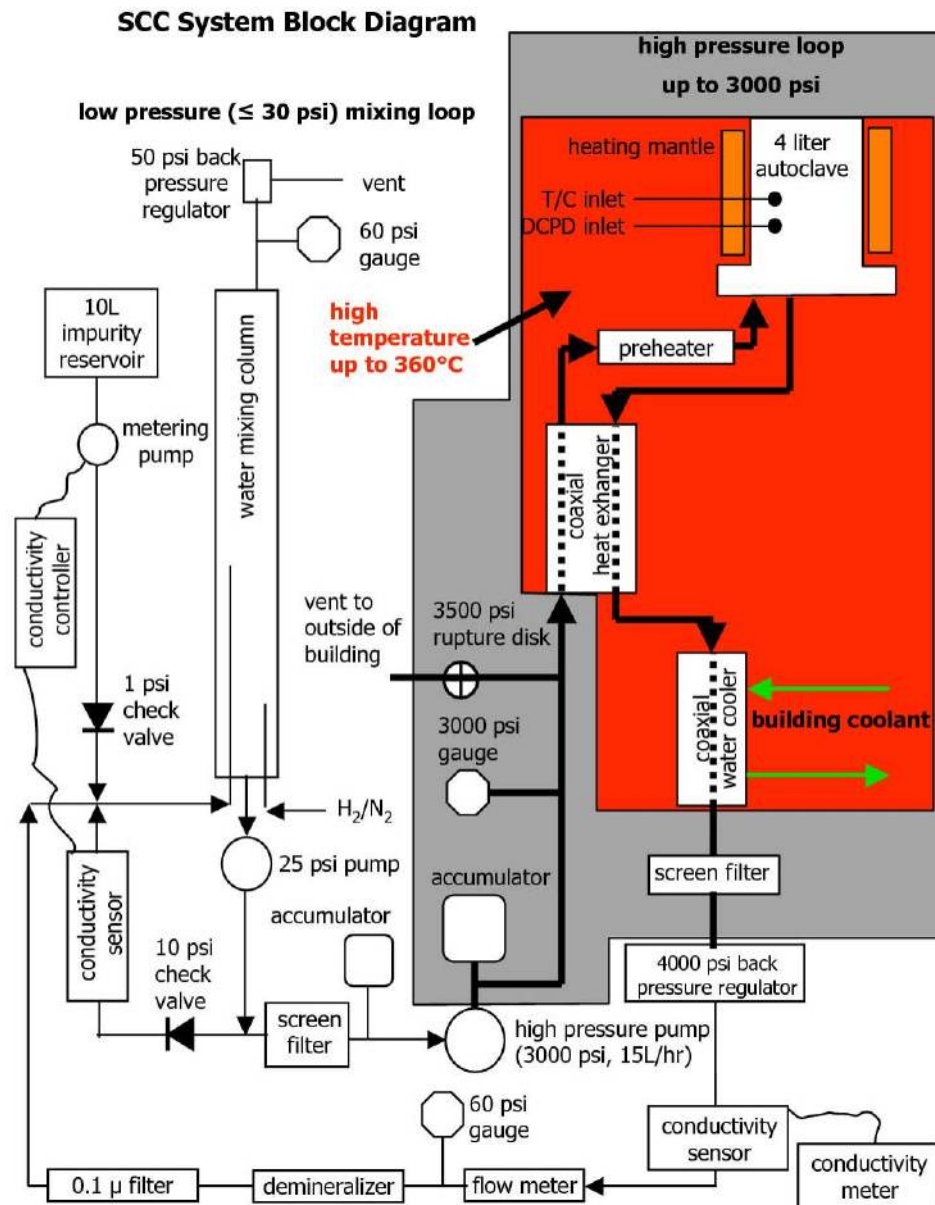 SCC System Block Diagram
high pressure loop
up to 3000 psi
low pressure (≤ 30 psi) mixing loop
50 psi back
pressure
regulator
vent
60 psi
gauge
heating mantle
4 liter
autoclave
T/C inlet
DCPD inlet
10L
impurity
reservoir
high
temperature
up to 360°C
preheater
metering
pump
water mixing column
coaxial
heat exhanger
conductivity
controller
vent to
outside of
building
3500 psi
rupture disk
1 psi
check
valve
3000 psi
gauge
coaxial
water cooler
building coolant
H₂/N₂
25 psi pump
conductivity
sensor
accumulator
accumulator
screen filter
10 psi
check
valve
screen
filter
4000 psi back
pressure regulator
high pressure pump
(3000 psi, 15L/hr)
60 psi
gauge
conductivity
sensor
conductivity
meter
0.1 μ filter
demineralizer
flow meter